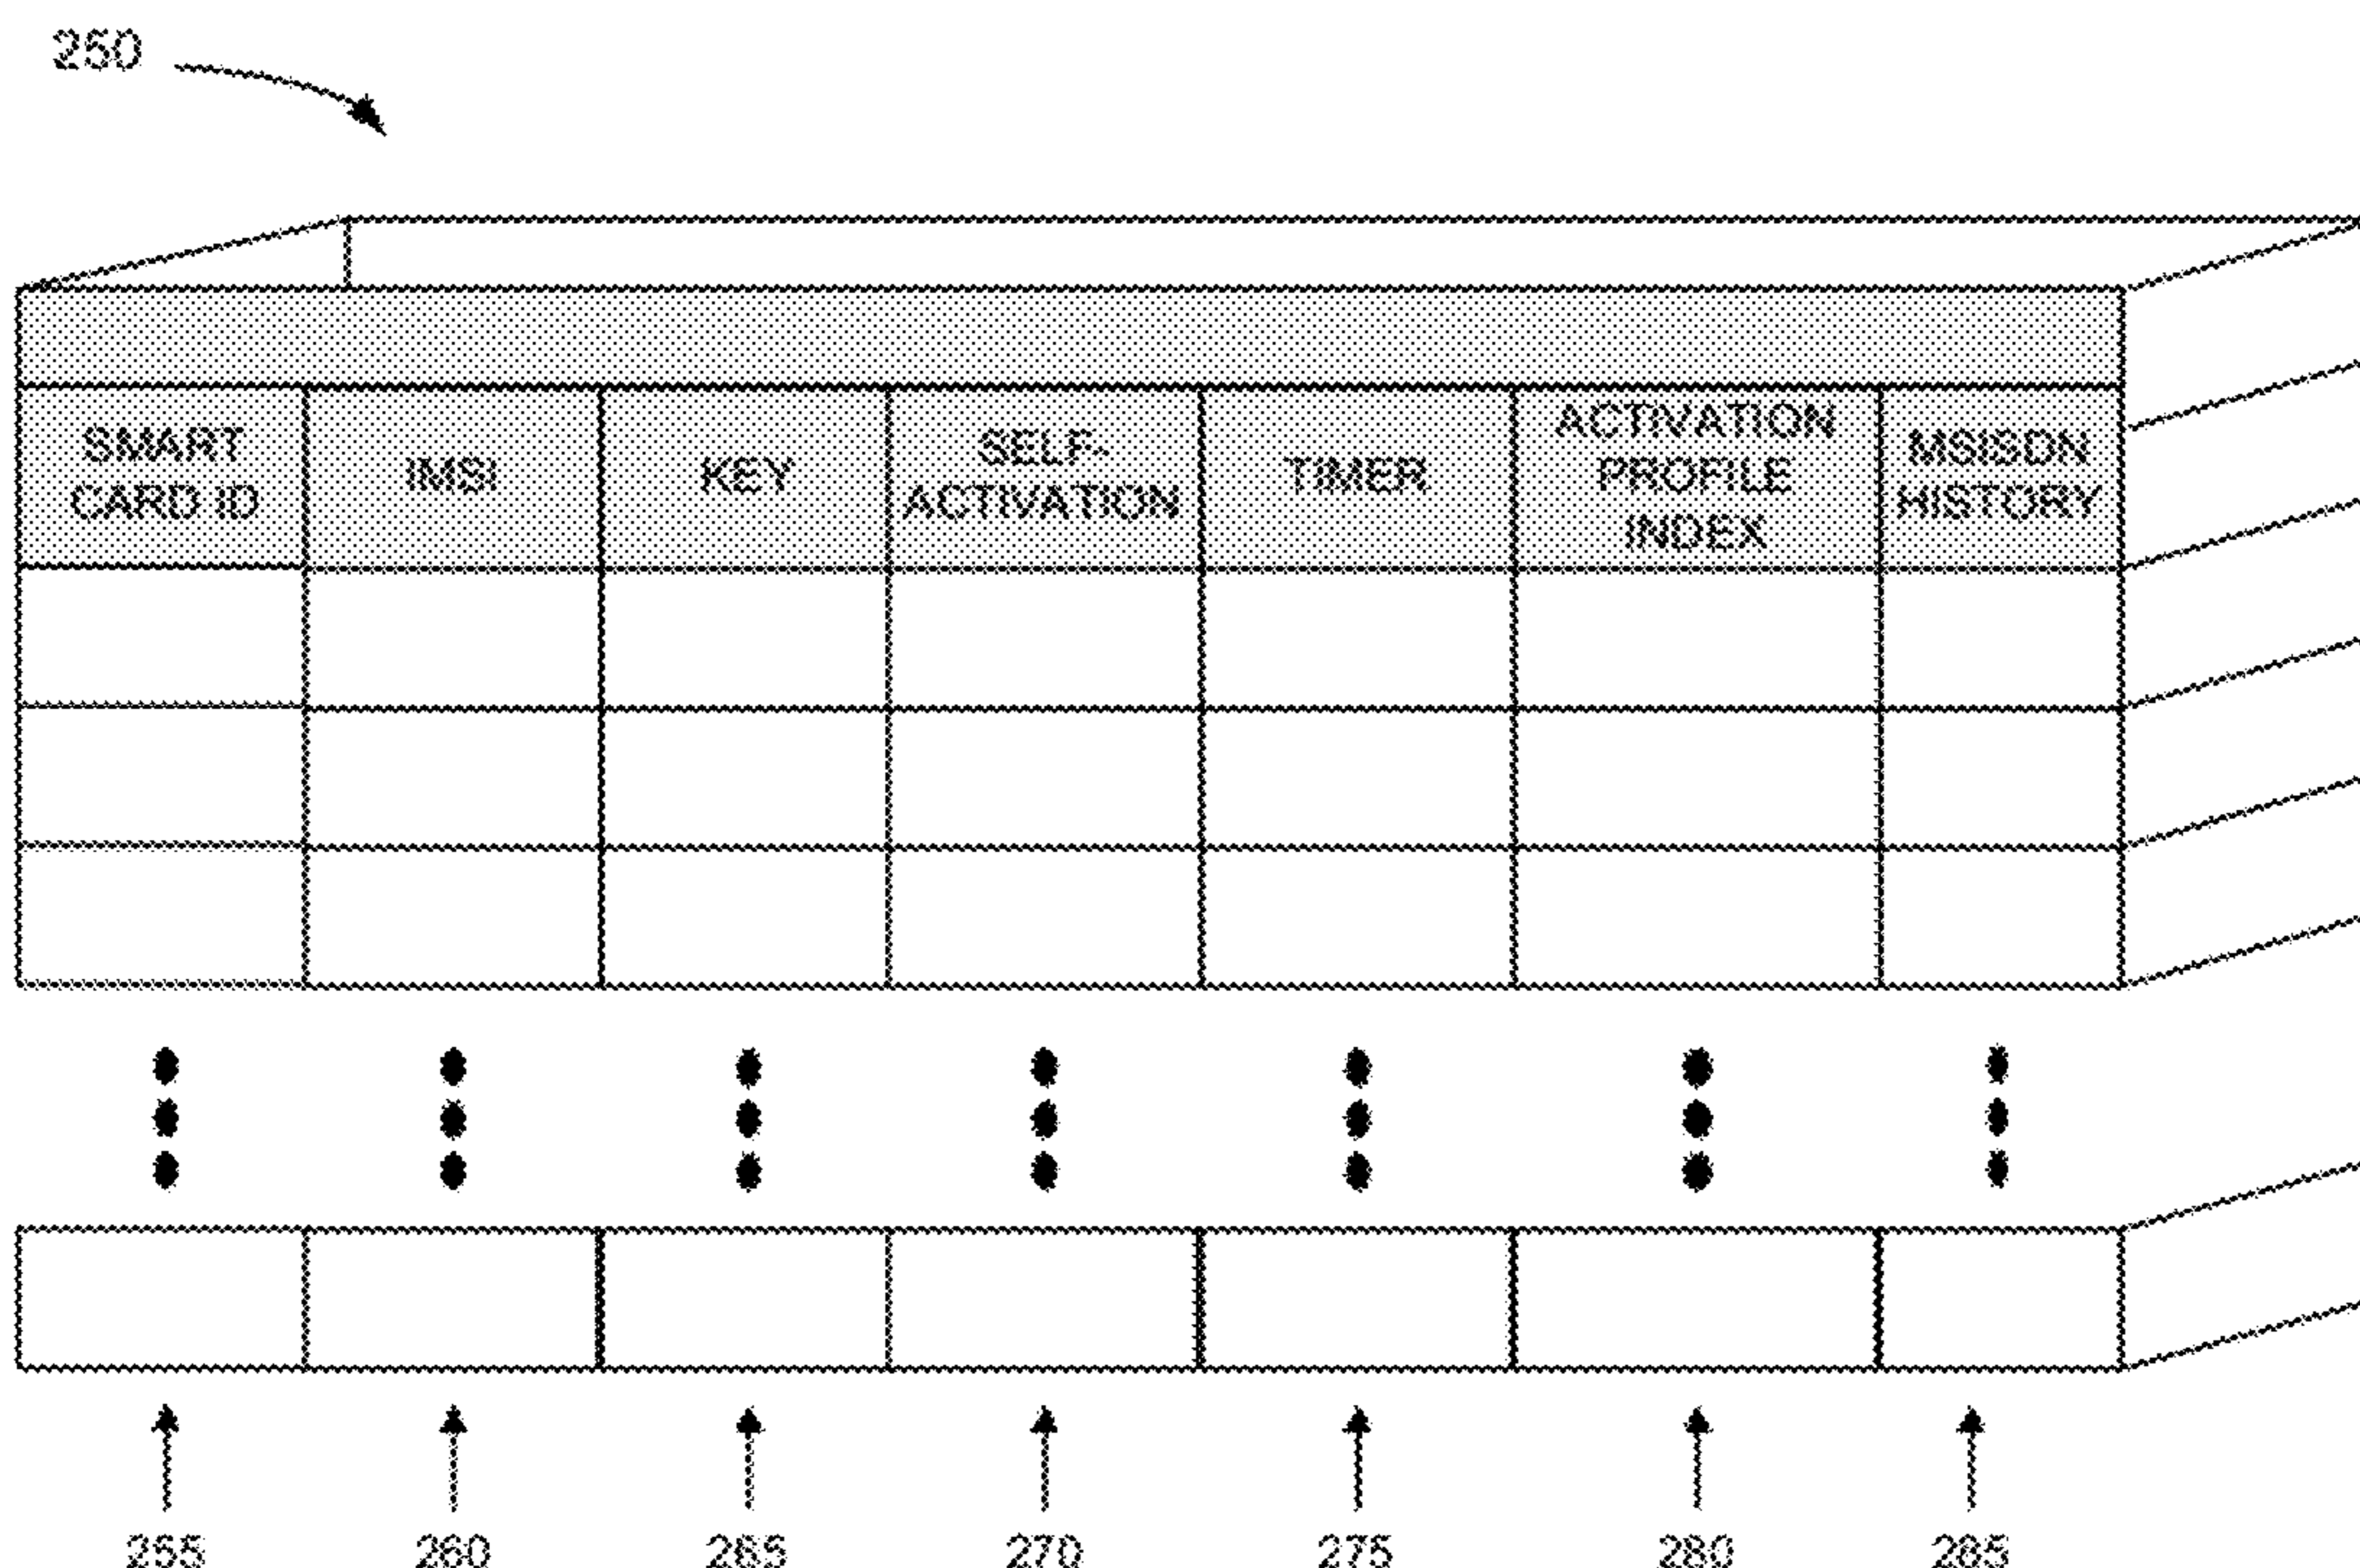 250
SMART
CARD ID
IMSI
KEY
SELF-
ACTIVATION
TIMER
ACTIVATION
PROFILE
INDEX
MSISDN
HISTORY
255 260 265 270 275 280 285